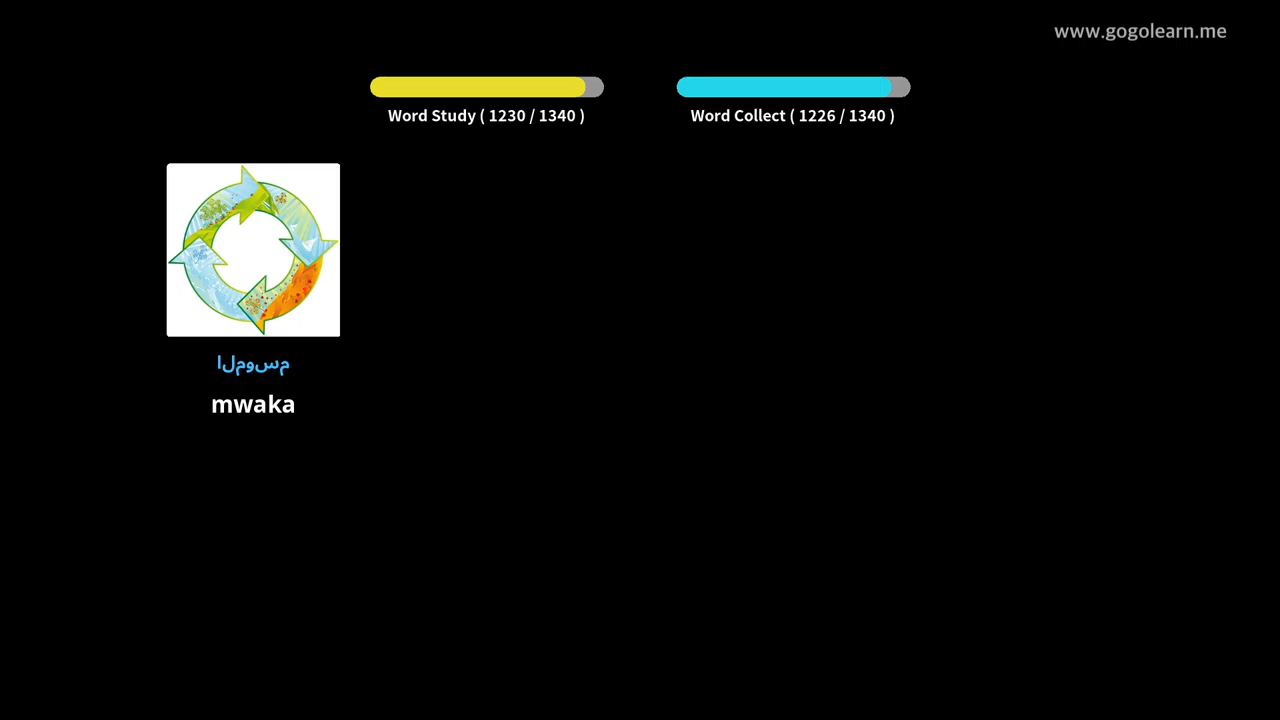 www.gogolearn.me
Word Study ( 1230 / 1340 )
Word Collect ( 1226 / 1340 )
الموسم
mwaka